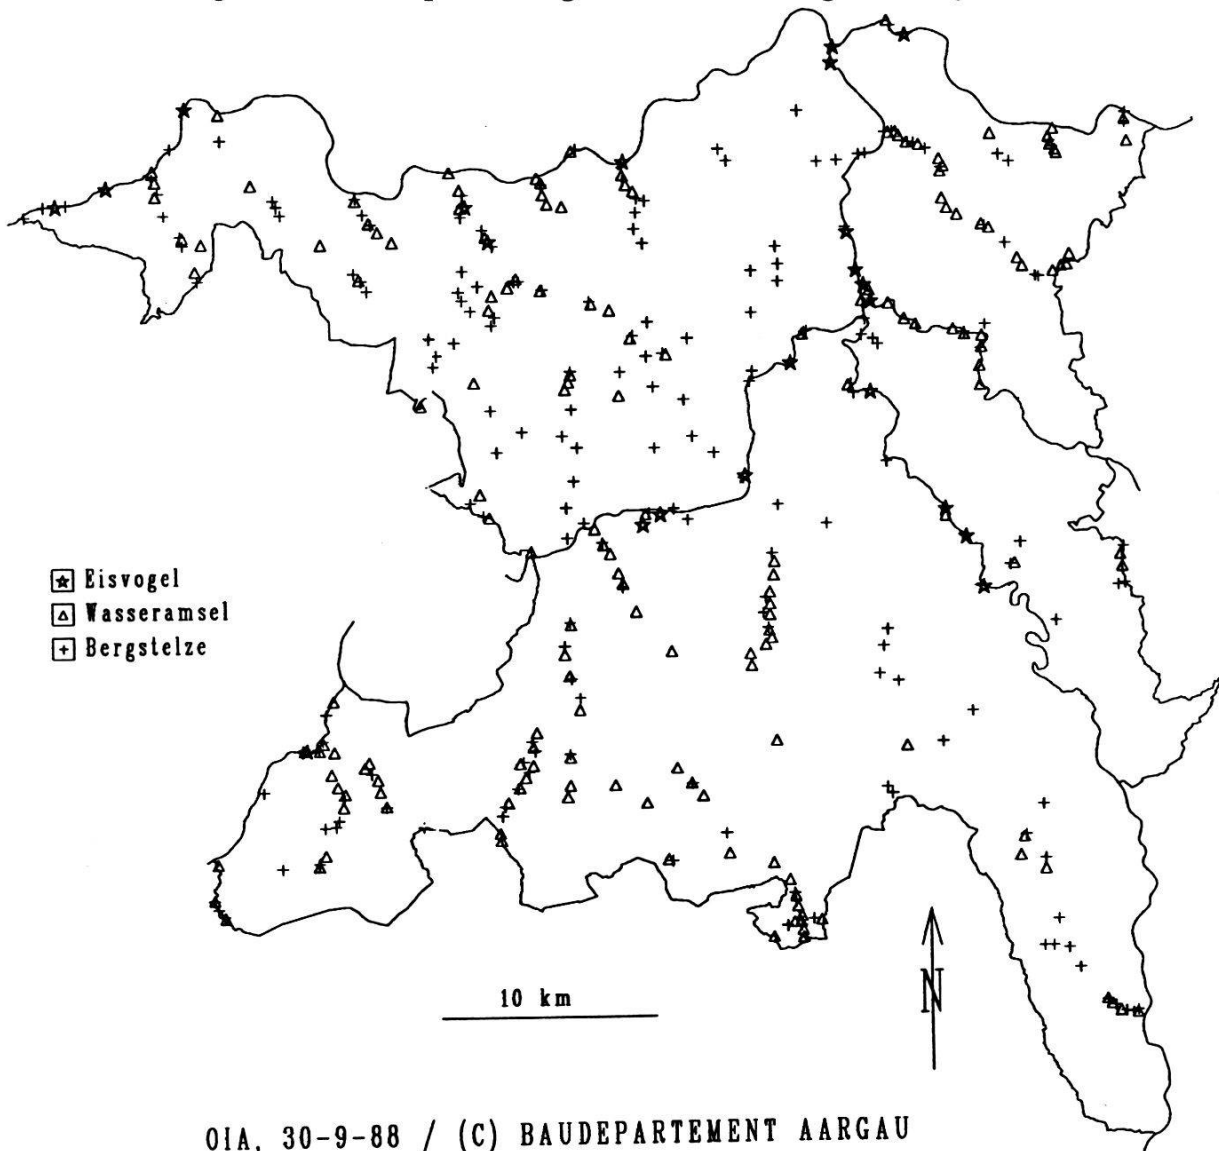 Eisvogel
Wasseramsel
Bergstelze
10 km
N
OIA, 30-9-88 / (C) BAUDEPARTEMENT AARGAU